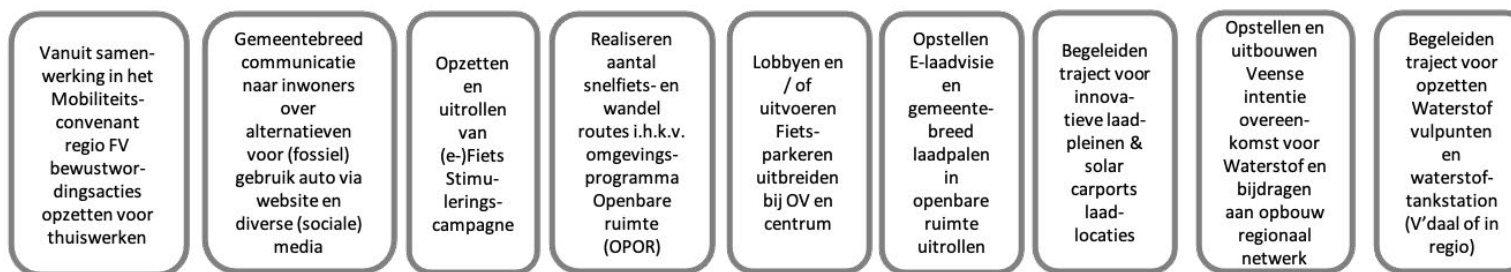 Vanuit samen-
werking in het
Mobiliteits-
convenant
regio FV
bewustwor-
dingsacties
opzetten voor
thuiswerken
Gemeentebreed
communicatie
naar inwoners
over
alternatieven
voor (fossiel)
gebruik auto via
website en
diverse (sociale)
media
Opzetten
en
uitrollen
van
(e-)Fiets
Stimu-
lerings-
campagne
Realiseren
aantal
snelfiets- en
wandel
routes i.h.k.v.
omgevings-
programma
Openbare
ruimte
(OPOR)
Lobbyen en
/ of
uitvoeren
Fiets-
parkeren
uitbreiden
bij OV en
centrum
Opstellen
E-laadvisie
en
gemeente-
breed
laadpalen
in
openbare
ruimte
uitrollen
Begeleiden
traject voor
innova-
tieve laad-
pleinen &
solar
carports
laad-
locaties
Opstellen en
uitbouwen
Veense
intentie
overeen-
komst voor
Waterstof en
bijdragen
aan opbouw
regionaal
netwerk
Begeleiden
traject voor
opzetten
Waterstof
vulpunten
en
waterstof-
tankstation
(V'daal of in
regio)